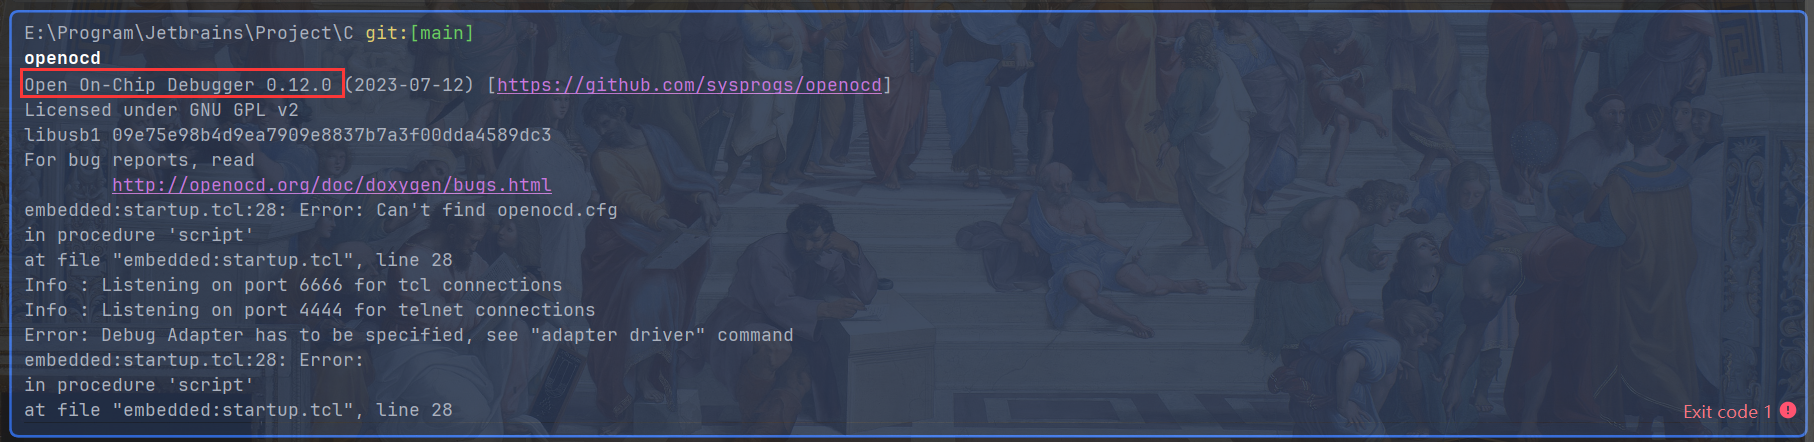 E:\Program\Jetbrains\Project\C git:[main]
openocd
Open On-Chip Debugger 0.12.0 (2023-07-12) [https://github.com/sysprogs/openocd]
Licensed under GNU GPL v2
libusb1 09e75e98b4d9ea7909e8837b7a3f00dda4589dc3
For bug reports, read
        http://openocd.org/doc/doxygen/bugs.html
embedded:startup.tcl:28: Error: Can't find openocd.cfg
in procedure 'script'
at file "embedded:startup.tcl", line 28
Info : Listening on port 6666 for tcl connections
Info : Listening on port 4444 for telnet connections
Error: Debug Adapter has to be specified, see "adapter driver" command
embedded:startup.tcl:28: Error:
in procedure 'script'
at file "embedded:startup.tcl", line 28
Exit code 1